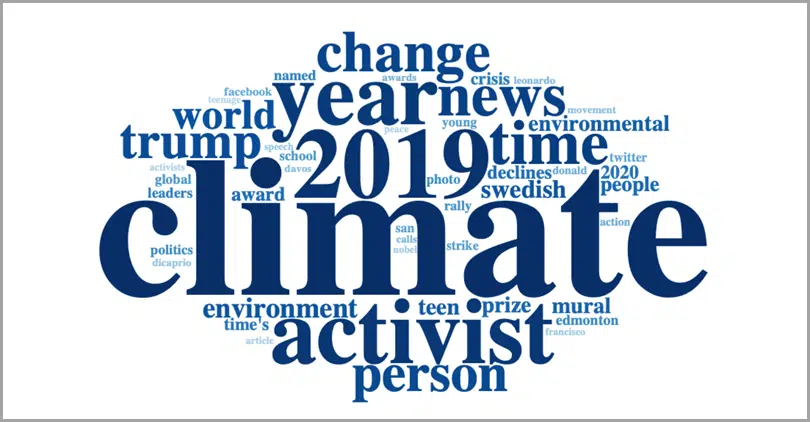 change
named
awards
crisis
leonardo
facebook
year
news
teenage
world
movement
peace
young
environmental
trump
2019
time
speech
school
twitter
activists
davos
photo
declines
donald
2020
global
swedish
people
leaders
award
rally
climate
action
san
calls
politics
nobel
strike
dicaprio
environment
teen
prize
mural
time's
activist
edmonton
article
francisco
person